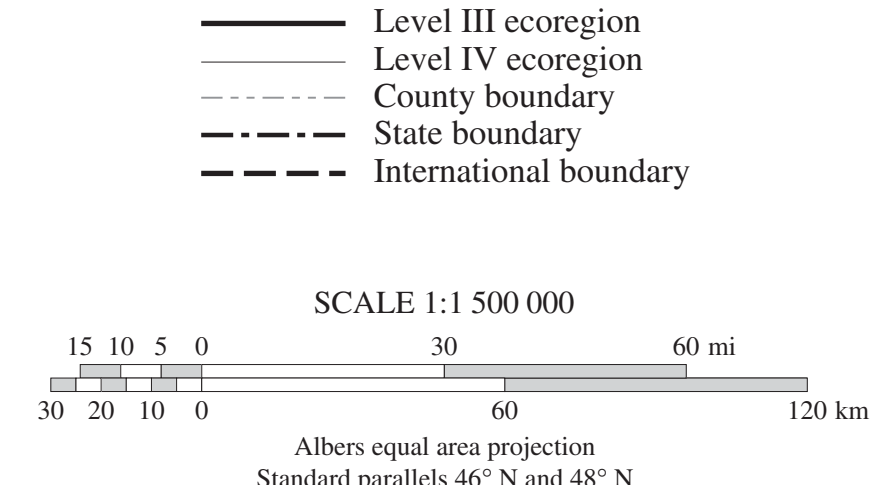 Level III ecoregion
Level IV ecoregion
County boundary
State boundary
International boundary
SCALE 1:1 500 000
15 10 5 0 30 60 mi
30 20 10 0 60 120 km
Albers equal area projection
Standard parallels 46° N and 48° N